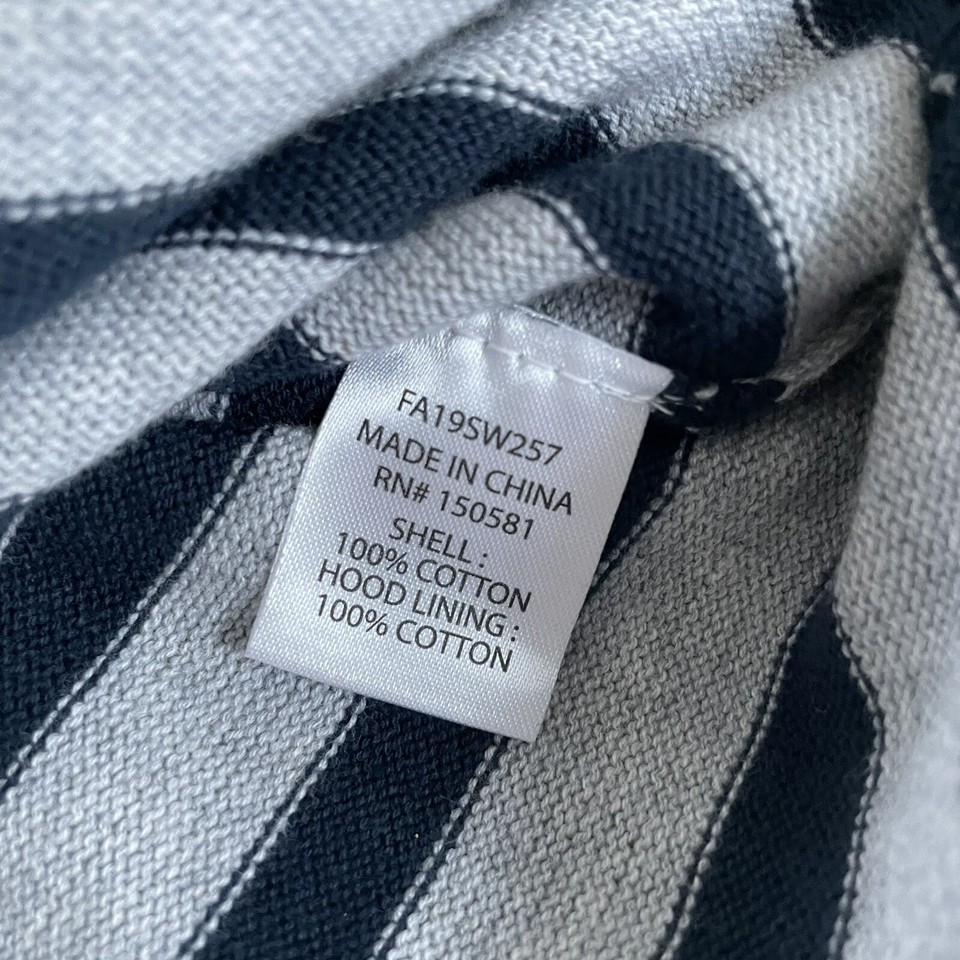 FA19SW257
MADE IN CHINA
RN# 150581
SHELL :
100% COTTON
HOOD LINING :
100% COTTON